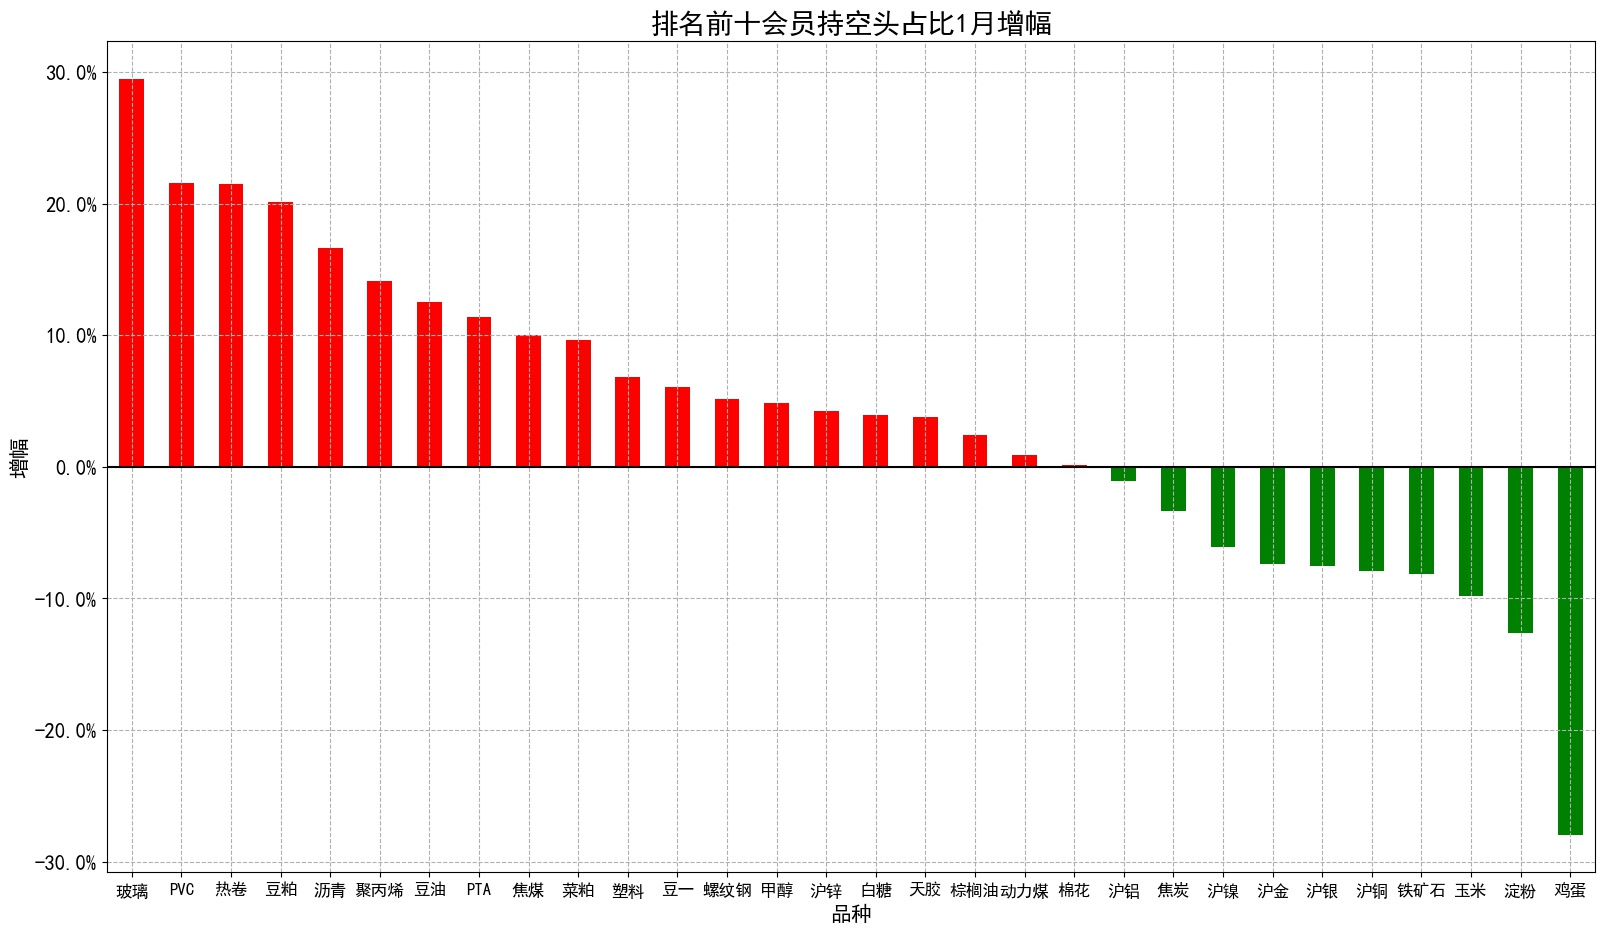 排名前十会员持空头占比1月增幅
30.0%
20.0%
10.0%
0.0%
-10.0%
-20.0%
-30.0%
增幅
玻璃 PVC 热卷 豆粕 沥青 聚丙烯 豆油 PTA 焦煤 菜粕 塑料 豆一 螺纹钢 甲醇 沪锌 白糖 天胶 棕榈油 动力煤 棉花 沪铝 焦炭 沪镍 沪金 沪银 沪铜 铁矿石 玉米 淀粉 鸡蛋
品种